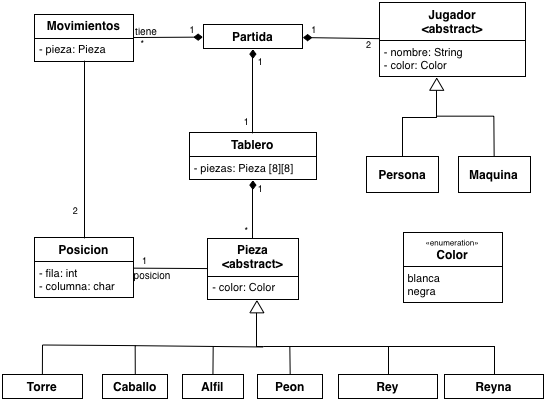 Movimientos
- pieza: Pieza
tiene
*
1
Partida
1
2
Jugador
<abstract>
- nombre: String
- color: Color
1
1
Tablero
- piezas: Pieza [8][8]
1
*
Persona
Maquina
2
Posicion
- fila: int
- columna: char
1
posicion
Pieza
<abstract>
- color: Color
«enumeration»
Color
blanca
negra
Torre
Caballo
Alfil
Peon
Rey
Reyna